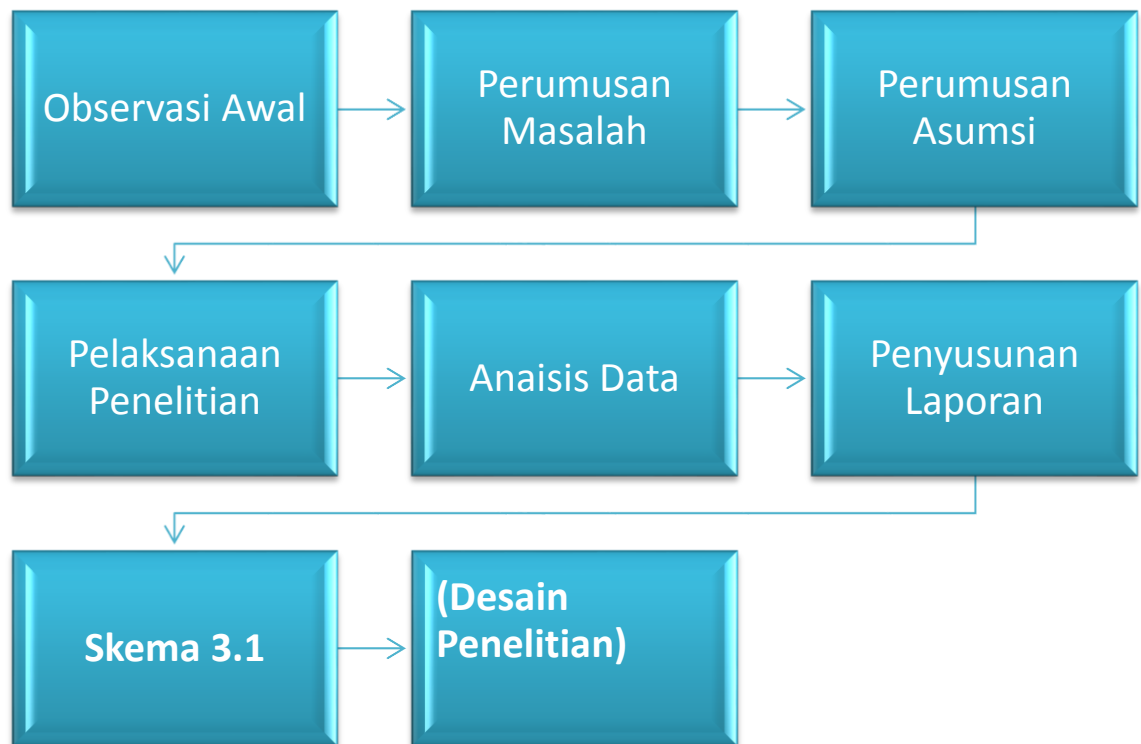 Observasi Awal
Perumusan
Masalah
Perumusan
Asumsi
Pelaksanaan
Penelitian
Anaisis Data
Penyusunan
Laporan
Skema 3.1
(Desain
Penelitian)